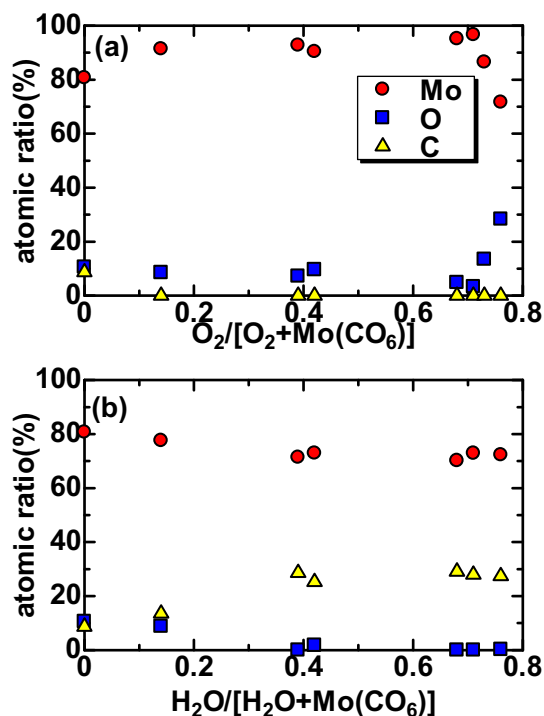 (a)
100
80
60
40
20
0
atomic ratio(%)
Mo
O
C
0 0.2 0.4 0.6 0.8
O₂/[O₂+Mo(CO₆)]
(b)
100
80
60
40
20
0
atomic ratio(%)
0 0.2 0.4 0.6 0.8
H₂O/[H₂O+Mo(CO₆)]